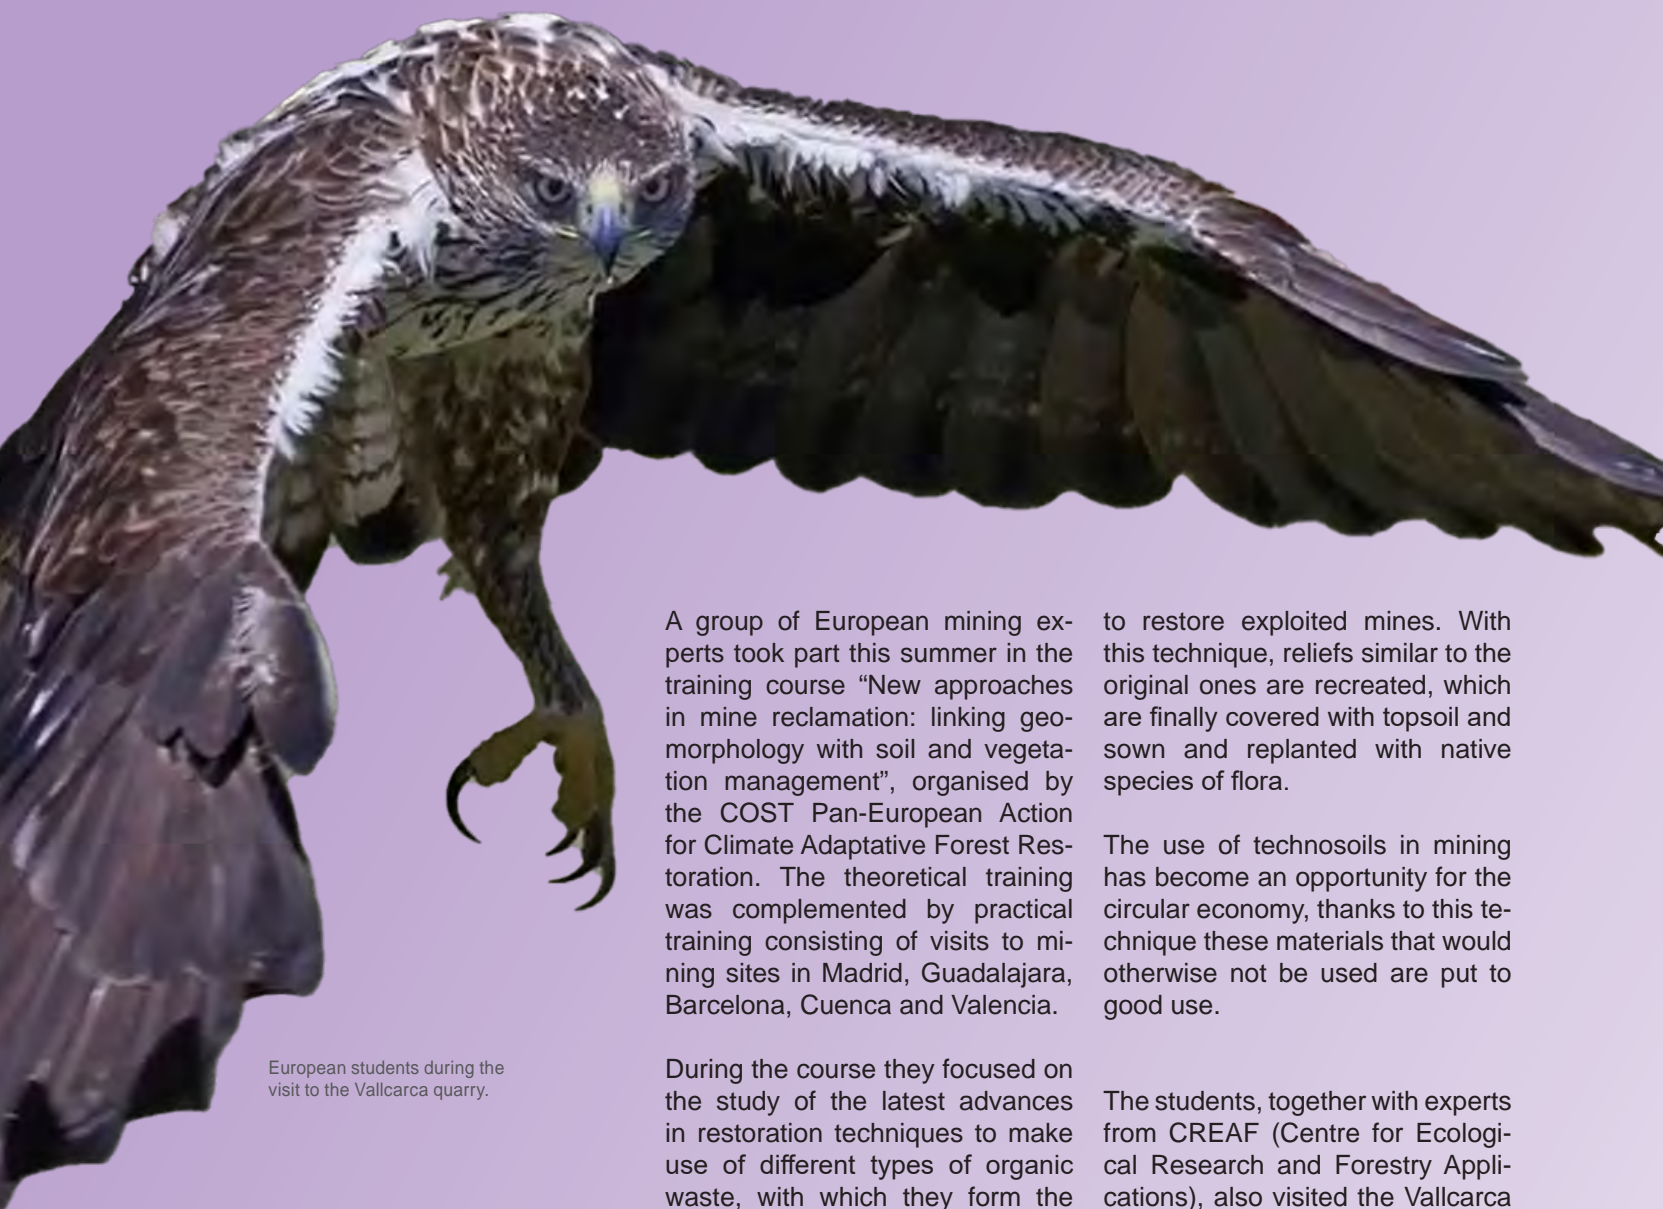 A group of European mining ex-
perts took part this summer in the
training course “New approaches
in mine reclamation: linking geo-
morphology with soil and vegeta-
tion management”, organised by
the COST Pan-European Action
for Climate Adaptative Forest Res-
toration. The theoretical training
was complemented by practical
training consisting of visits to mi-
ning sites in Madrid, Guadalajara,
Barcelona, Cuenca and Valencia.
During the course they focused on
the study of the latest advances
in restoration techniques to make
use of different types of organic
waste, with which they form the
to restore exploited mines. With
this technique, reliefs similar to the
original ones are recreated, which
are finally covered with topsoil and
sown and replanted with native
species of flora.
The use of technosoils in mining
has become an opportunity for the
circular economy, thanks to this te-
chnique these materials that would
otherwise not be used are put to
good use.
The students, together with experts
from CREAF (Centre for Ecologi-
cal Research and Forestry Appli-
cations), also visited the Vallcarca
European students during the
visit to the Vallcarca quarry.